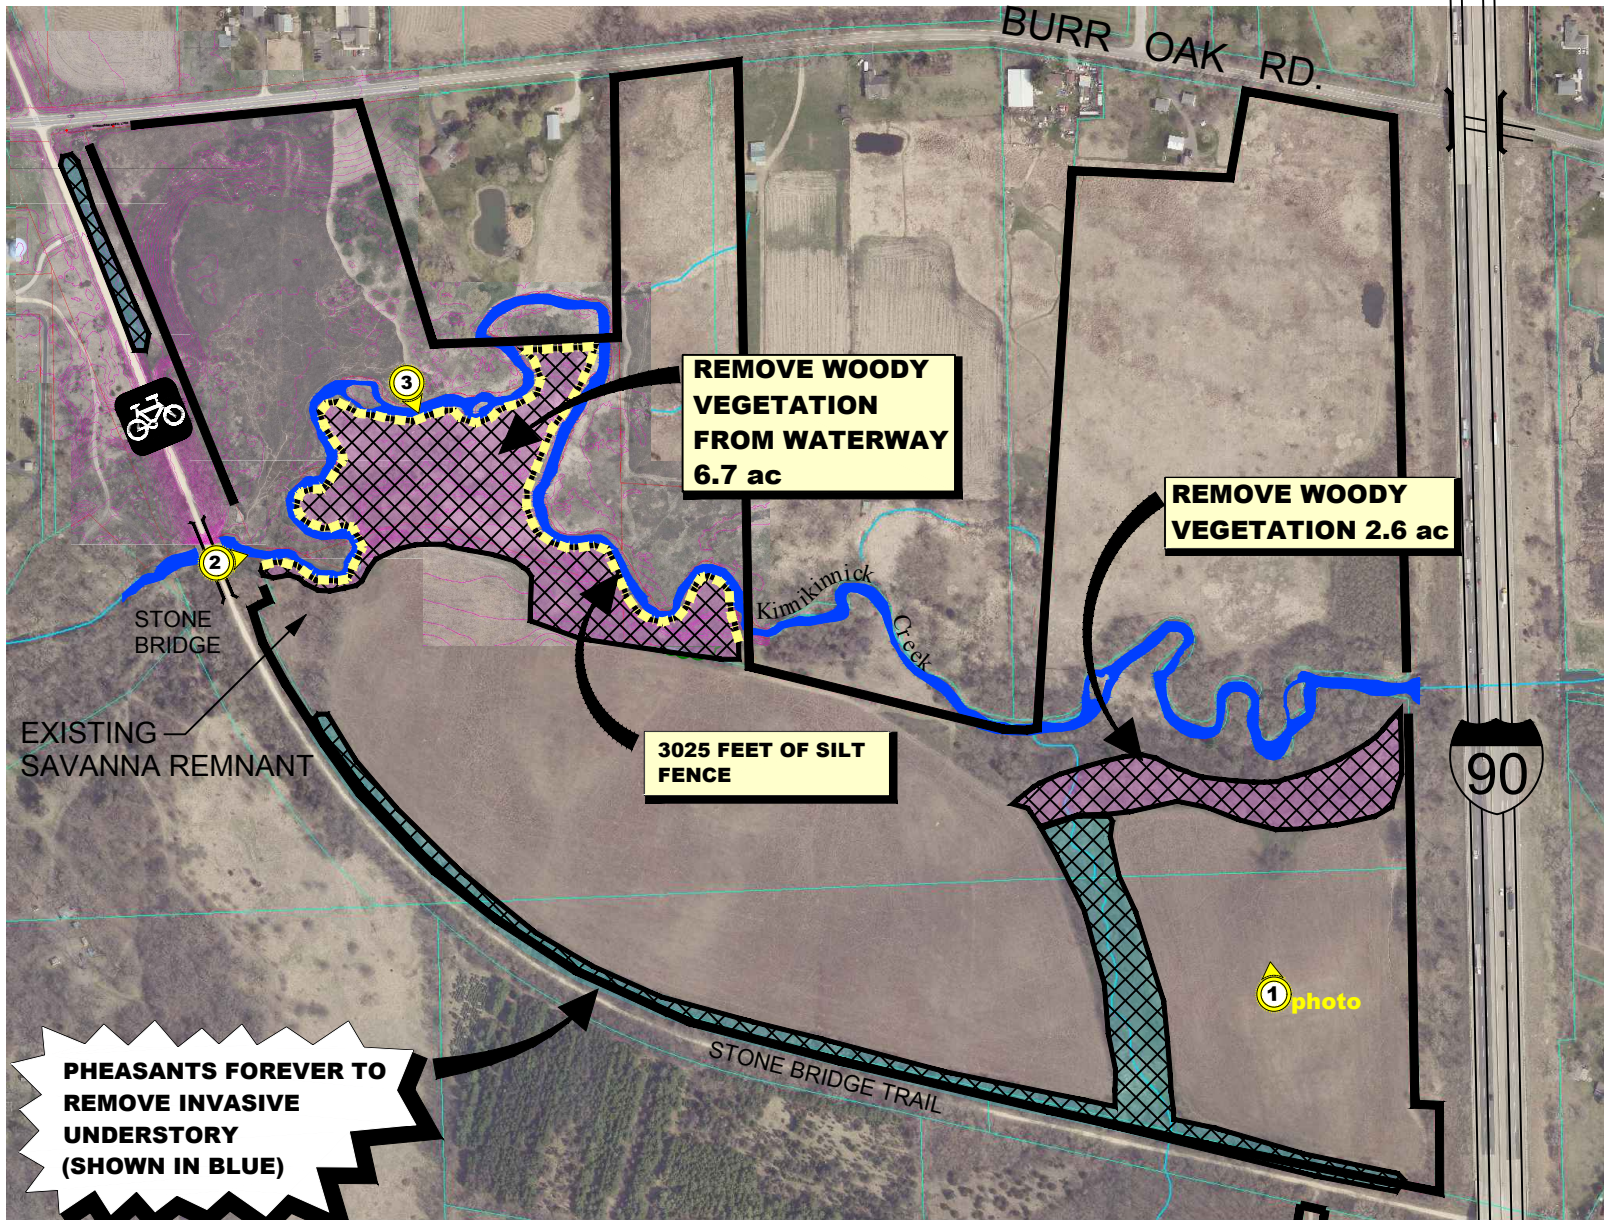 BURR OAK RD.
3
REMOVE WOODY
VEGETATION
FROM WATERWAY
6.7 ac
REMOVE WOODY
VEGETATION 2.6 ac
2
STONE
BRIDGE
Kinnikinnick
Creek
EXISTING
SAVANNA REMNANT
3025 FEET OF SILT
FENCE
90
1
photo
STONE BRIDGE TRAIL
PHEASANTS FOREVER TO
REMOVE INVASIVE
UNDERSTORY
(SHOWN IN BLUE)